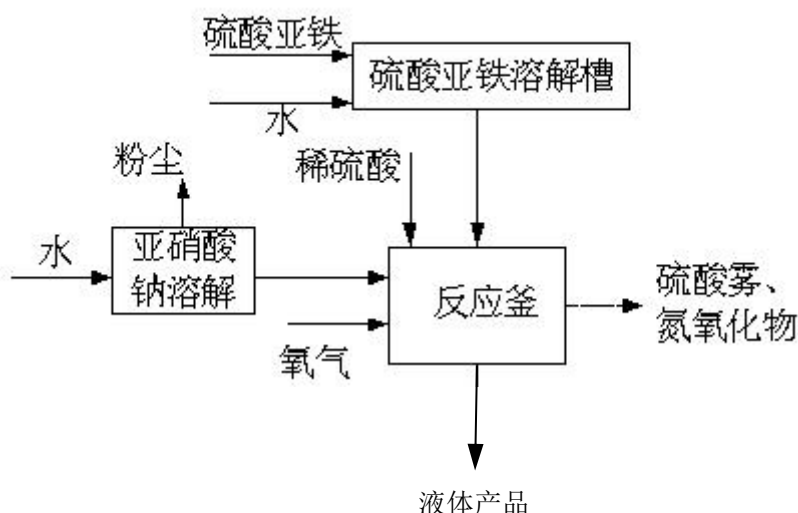 硫酸亚铁
硫酸亚铁溶解槽
水
粉尘
稀硫酸
水
亚硝酸
钠溶解
反应釜
硫酸雾、
氮氧化物
氧气
液体产品